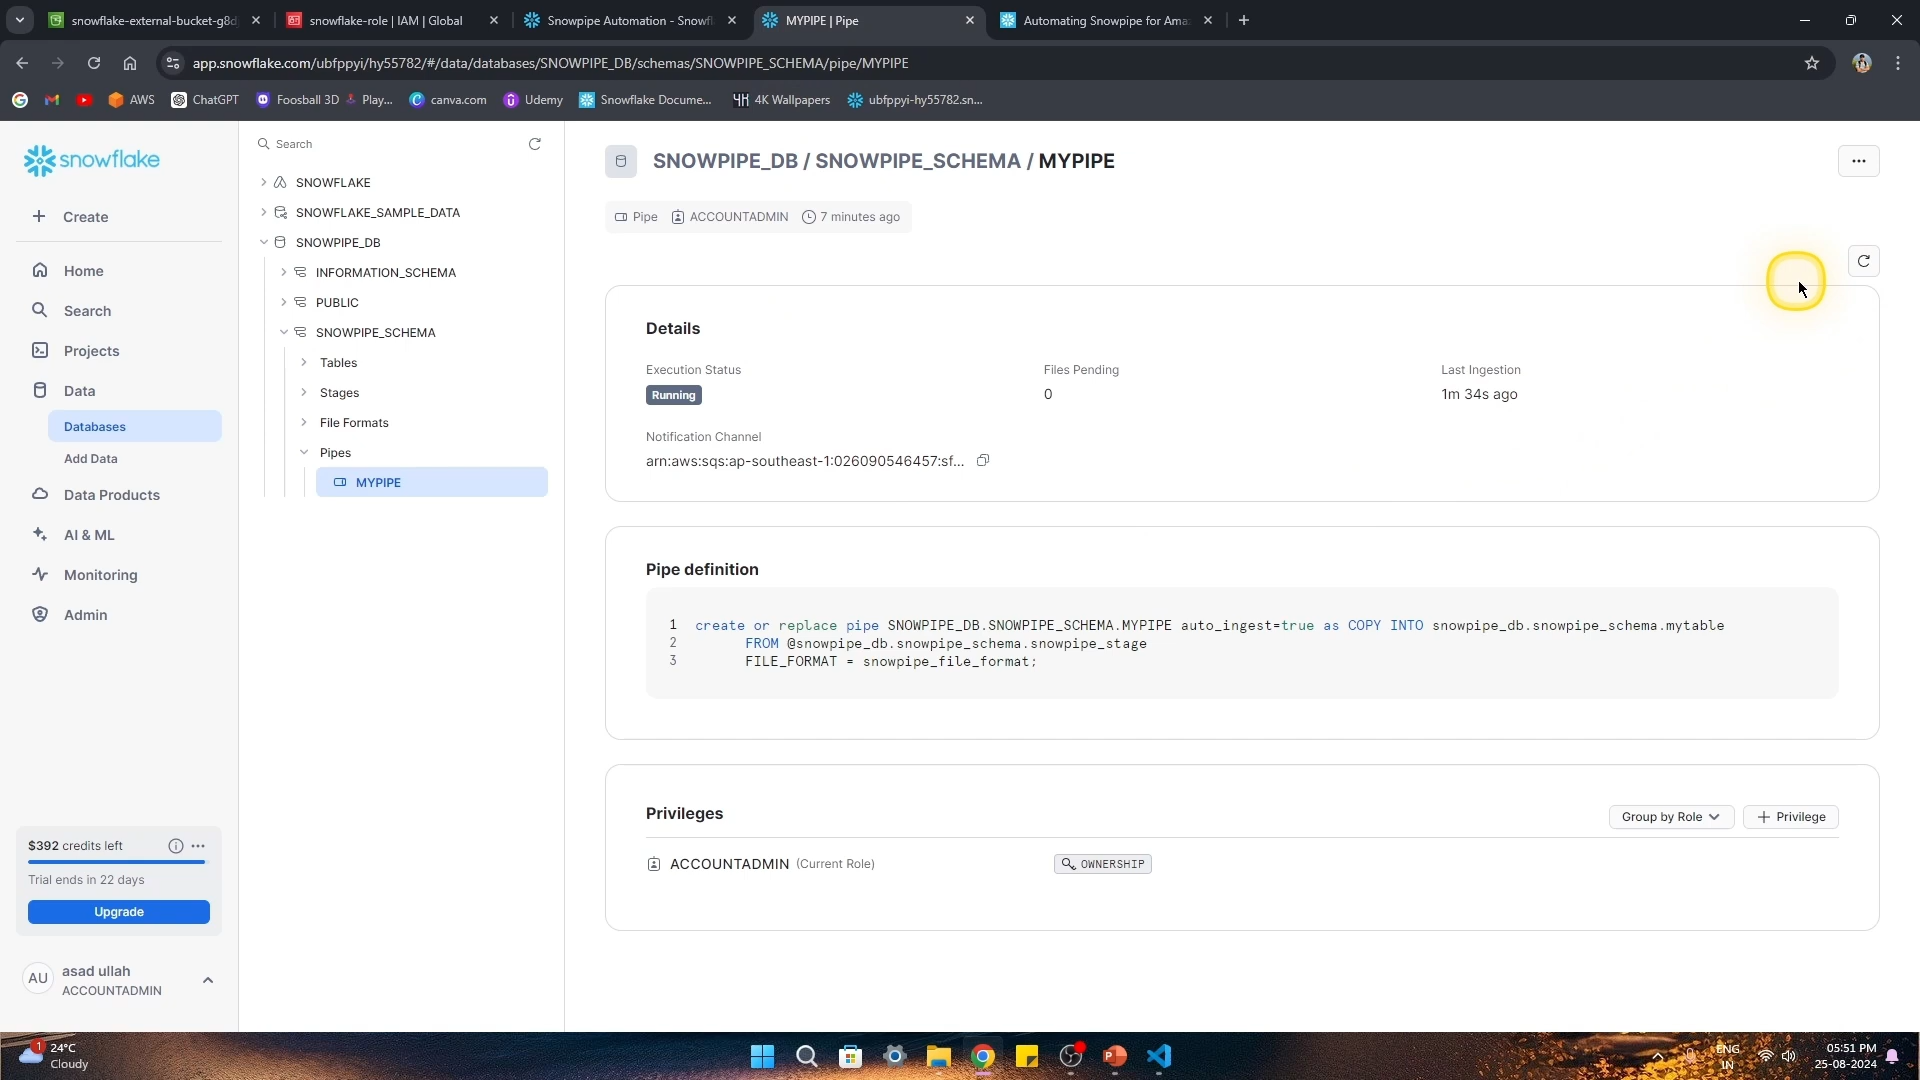 snowflake-external-bucket-g8d
snowflake-role | IAM | Global
Snowpipe Automation - Snowfl
MYPIPE | Pipe
Automating Snowpipe for Ama
app.snowflake.com/ubfppyi/hy55782/#/data/databases/SNOWPIPE_DB/schemas/SNOWPIPE_SCHEMA/pipe/MYPIPE
AWS
ChatGPT
Foosball 3D
Play...
canva.com
Udemy
Snowflake Docume...
4K Wallpapers
ubfppyi-hy55782.sn...
snowflake
Create
Home
Search
Projects
Data
Databases
Add Data
Data Products
AI & ML
Monitoring
Admin
$392 credits left
Trial ends in 22 days
Upgrade
AU
asad ullah
ACCOUNTADMIN
Search
SNOWFLAKE
SNOWFLAKE_SAMPLE_DATA
SNOWPIPE_DB
INFORMATION_SCHEMA
PUBLIC
SNOWPIPE_SCHEMA
Tables
Stages
File Formats
Pipes
MYPIPE
SNOWPIPE_DB / SNOWPIPE_SCHEMA / MYPIPE
Pipe
ACCOUNTADMIN
7 minutes ago
Details
Execution Status
Files Pending
Last Ingestion
Running
0
1m 34s ago
Notification Channel
arn:aws:sqs:ap-southeast-1:026090546457:sf...
Pipe definition
1 create or replace pipe SNOWPIPE_DB.SNOWPIPE_SCHEMA.MYPIPE auto_ingest=true as COPY INTO snowpipe_db.snowpipe_schema.mytable
2 FROM @snowpipe_db.snowpipe_schema.snowpipe_stage
3 FILE_FORMAT = snowpipe_file_format;
Privileges
Group by Role
Privilege
ACCOUNTADMIN (Current Role)
OWNERSHIP
1
24°C
Cloudy
ENG
IN
05:51 PM
25-08-2024